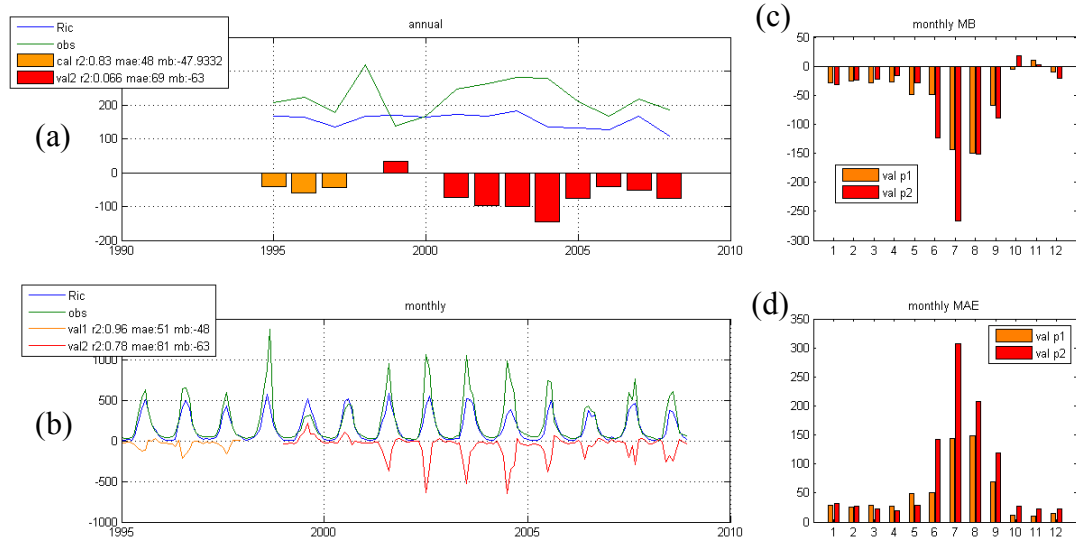 annual
Ric
obs
cal r2:0.83 mae:48 mb:-47.9332
val2 r2:0.066 mae:69 mb:-63
(a)
200
100
0
-100
-200
1990 1995 2000 2005 2010
(c)
monthly MB
50
0
-50
-100
-150
-200
-250
-300
val p1
val p2
1 2 3 4 5 6 7 8 9 10 11 12
monthly
Ric
obs
val1 r2:0.96 mae:51 mb:-48
val2 r2:0.78 mae:81 mb:-63
(b)
1000
500
0
-500
-1000
1995 2000 2005 2010
(d)
monthly MAE
350
300
250
200
150
100
50
0
val p1
val p2
1 2 3 4 5 6 7 8 9 10 11 12